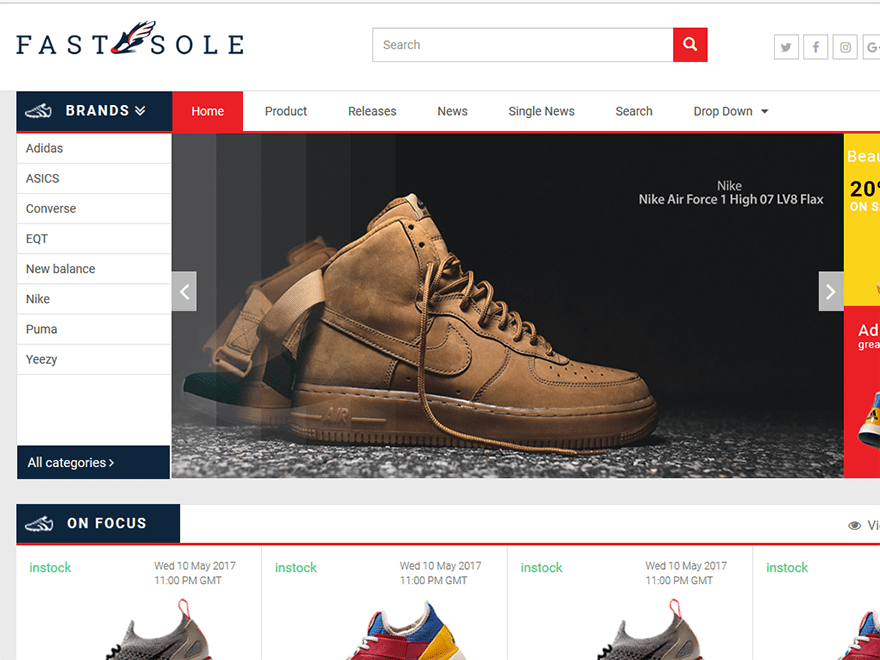 FAST SOLE
Search
BRANDS
Home
Product
Releases
News
Single News
Search
Drop Down
Adidas
ASICS
Converse
EQT
New balance
Nike
Puma
Yeezy
All categories
Nike
Nike Air Force 1 High 07 LV8 Flax
AIR
20
ON S
Ad
grea
ON FOCUS
instock
Wed 10 May 2017
11:00 PM GMT
instock
Wed 10 May 2017
11:00 PM GMT
instock
Wed 10 May 2017
11:00 PM GMT
instock